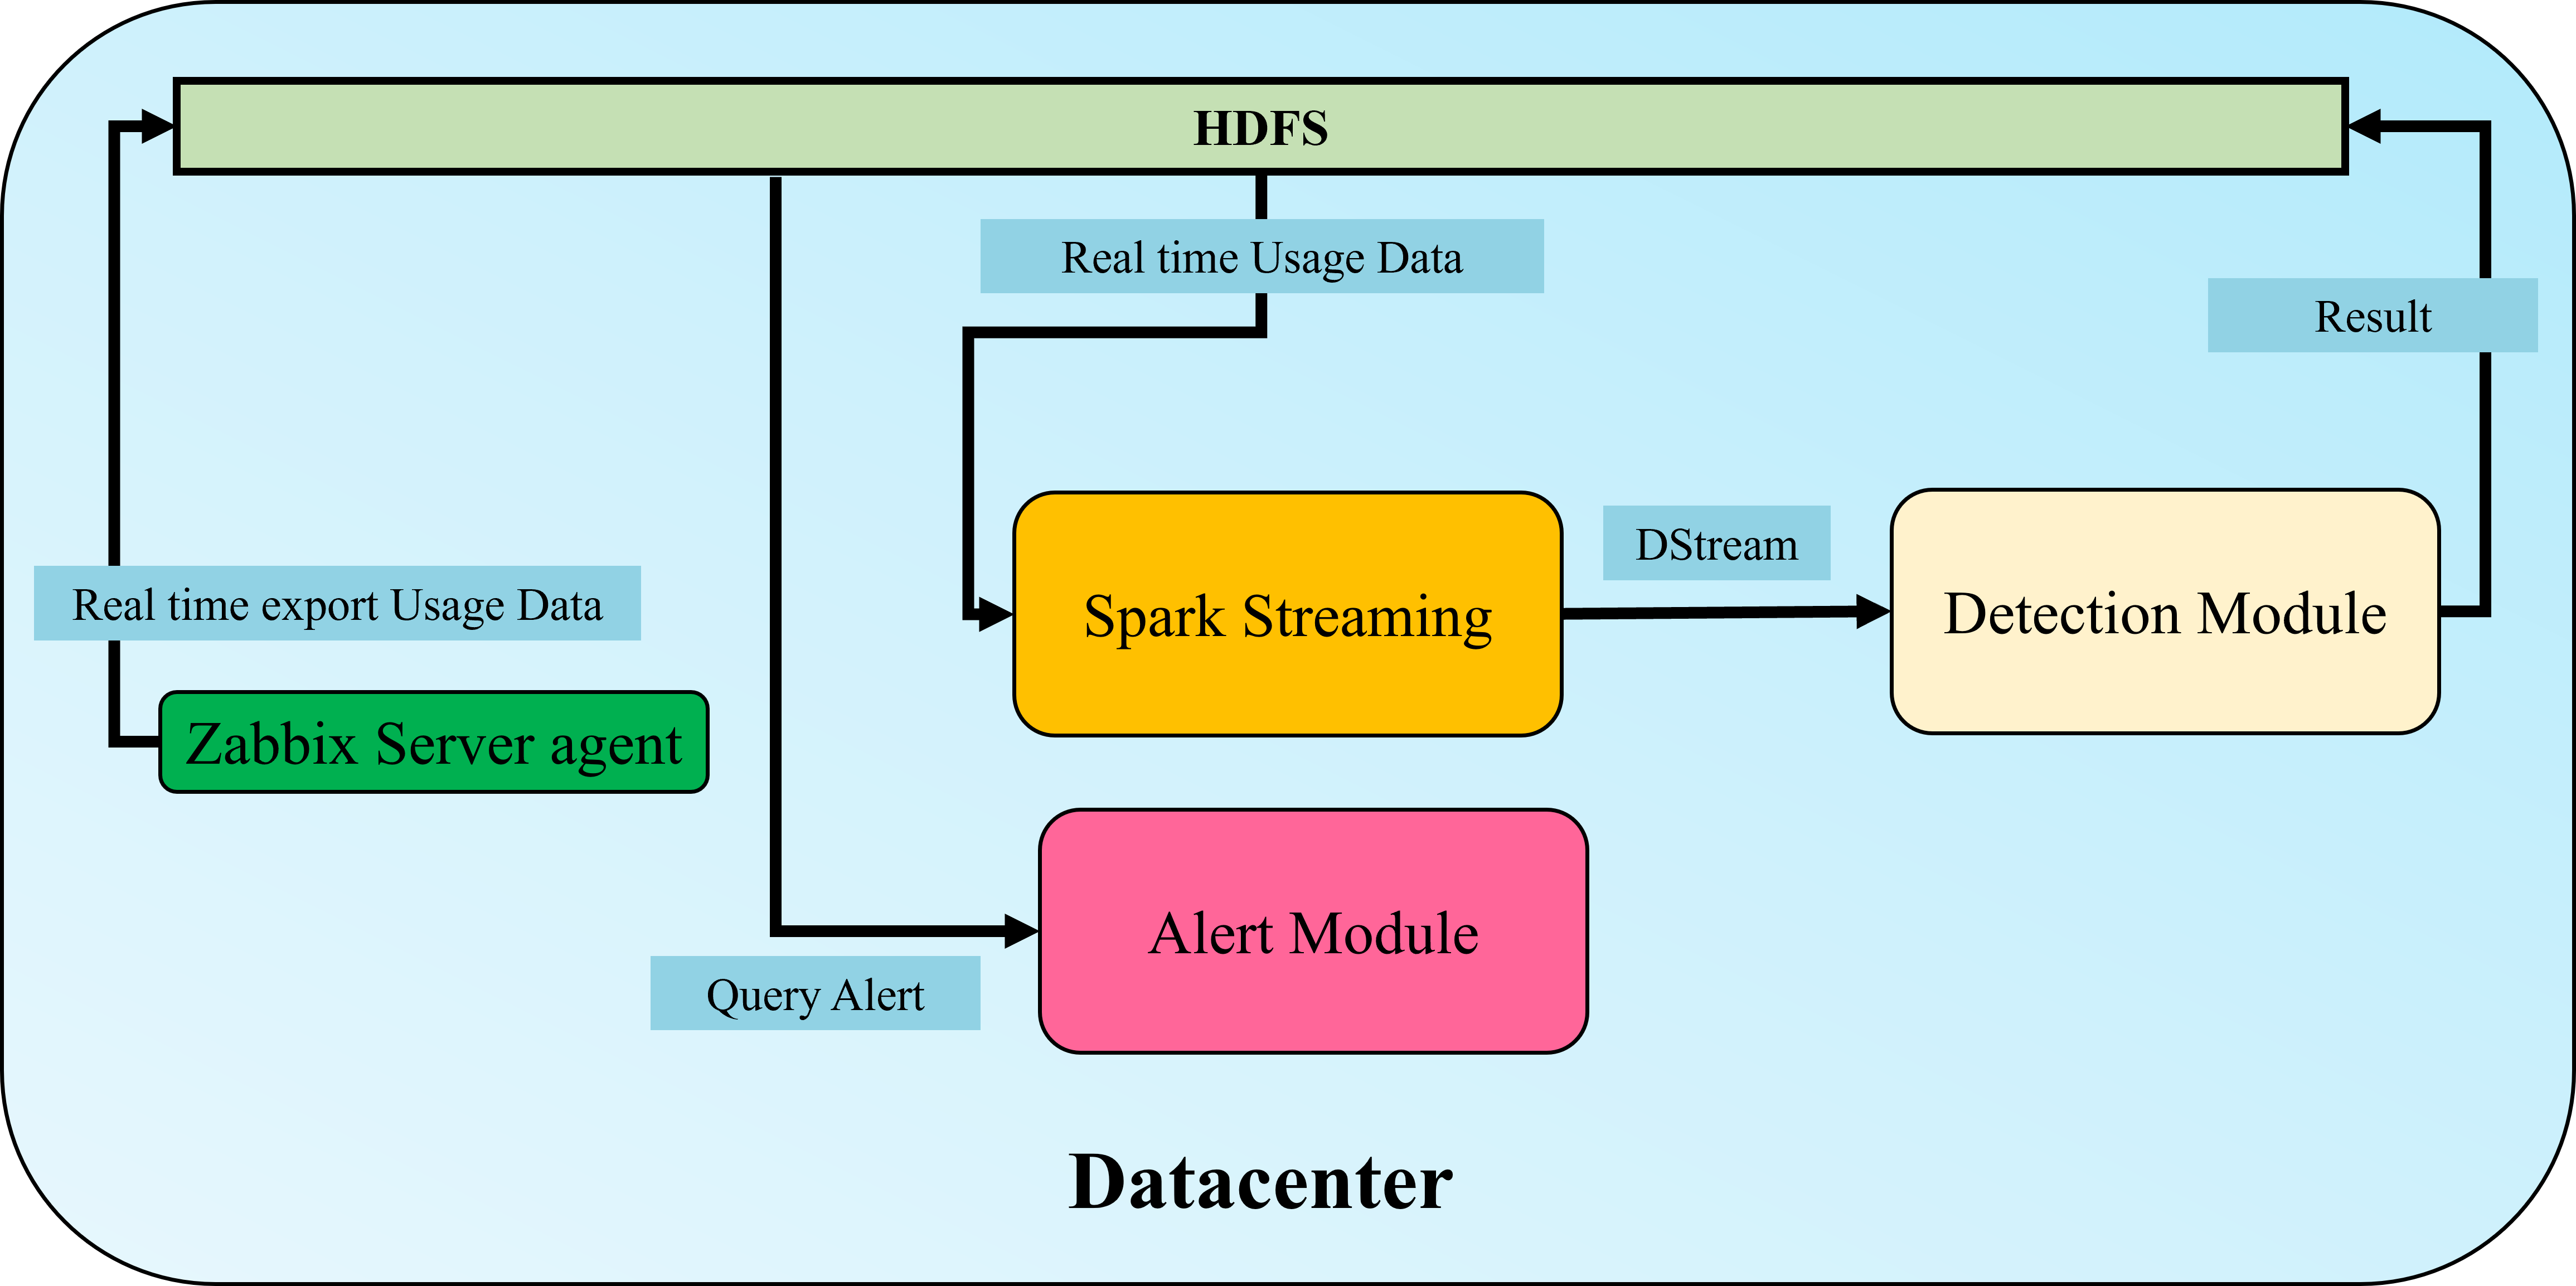 HDFS
Real time Usage Data
Result
DStream
Real time export Usage Data
Spark Streaming
Detection Module
Zabbix Server agent
Alert Module
Query Alert
Datacenter